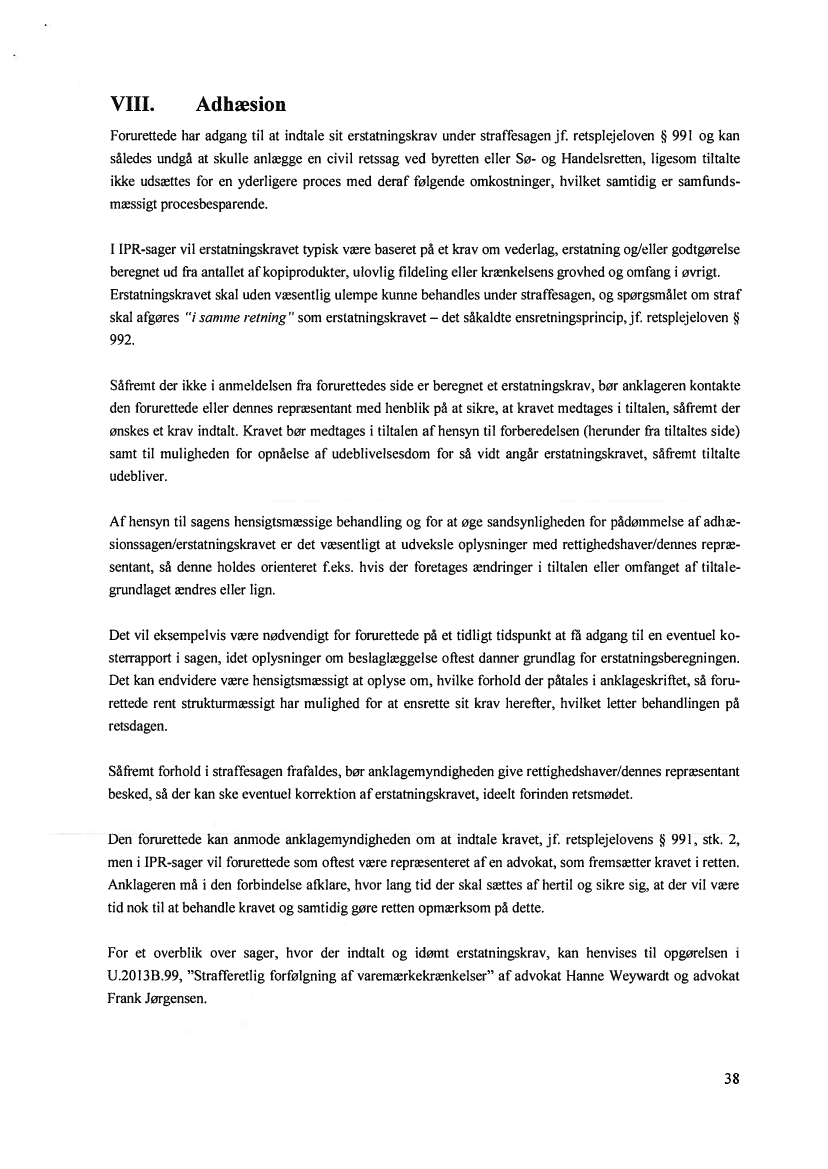 VIII. Adhæsion
Forurettede har adgang til at indtale sit erstatningskrav under straffesagen jf. retsplejeloven § 991 og kan
således undgå at skulle anlægge en civil retssag ved byretten eller Sø- og Handelsretten, ligesom tiltalte
ikke udsættes for en yderligere proces med deraf følgende omkostninger, hvilket samtidig er samfunds-
mæssigt procesbesparende.
I IPR-sager vil erstatningskravet typisk være baseret på et krav om vederlag, erstatning og/eller godtgørelse
beregnet ud fra antallet af kopiprodukter, ulovlig fildeling eller krænkelsens grovhed og omfang i øvrigt.
Erstatningskravet skal uden væsentlig ulempe kunne behandles under straffesagen, og spørgsmålet om straf
skal afgøres "i samme retning" som erstatningskravet – det såkaldte ensretningsprincip, jf. retsplejeloven §
992.
Såfremt der ikke i anmeldelsen fra forurettedes side er beregnet et erstatningskrav, bør anklageren kontakte
den forurettede eller dennes repræsentant med henblik på at sikre, at kravet medtages i tiltalen, såfremt der
ønskes et krav indtalt. Kravet bør medtages i tiltalen af hensyn til forberedelsen (herunder fra tiltaltes side)
samt til muligheden for opnåelse af udeblivelsesdom for så vidt angår erstatningskravet, såfremt tiltalte
udebliver.
Af hensyn til sagens hensigtsmæssige behandling og for at øge sandsynligheden for pådømmelse af adhæ-
sionssagen/erstatningskravet er det væsentligt at udveksle oplysninger med rettighedshaver/dennes repræ-
sentant, så denne holdes orienteret f.eks. hvis der foretages ændringer i tiltalen eller omfanget af tiltale-
grundlaget ændres eller lign.
Det vil eksempelvis være nødvendigt for forurettede på et tidligt tidspunkt at få adgang til en eventuel ko-
sterrapport i sagen, idet oplysninger om beslaglæggelse oftest danner grundlag for erstatningsberegningen.
Det kan endvidere være hensigtsmæssigt at oplyse om, hvilke forhold der påtales i anklageskriftet, så foru-
rettede rent strukturmæssigt har mulighed for at ensrette sit krav herefter, hvilket letter behandlingen på
retsdagen.
Såfremt forhold i straffesagen frafaldes, bør anklagemyndigheden give rettighedshaver/dennes repræsentant
besked, så der kan ske eventuel korrektion af erstatningskravet, ideelt forinden retsmødet.
Den forurettede kan anmode anklagemyndigheden om at indtale kravet, jf. retsplejelovens § 991, stk. 2,
men i IPR-sager vil forurettede som oftest være repræsenteret af en advokat, som fremsætter kravet i retten.
Anklageren må i den forbindelse afklare, hvor lang tid der skal sættes af hertil og sikre sig, at der vil være
tid nok til at behandle kravet og samtidig gøre retten opmærksom på dette.
For et overblik over sager, hvor der indtalt og idømt erstatningskrav, kan henvises til opgørelsen i
U.2013B.99, "Strafferetlig forfølgning af varemærkekrænkelser" af advokat Hanne Weywardt og advokat
Frank Jørgensen.
38